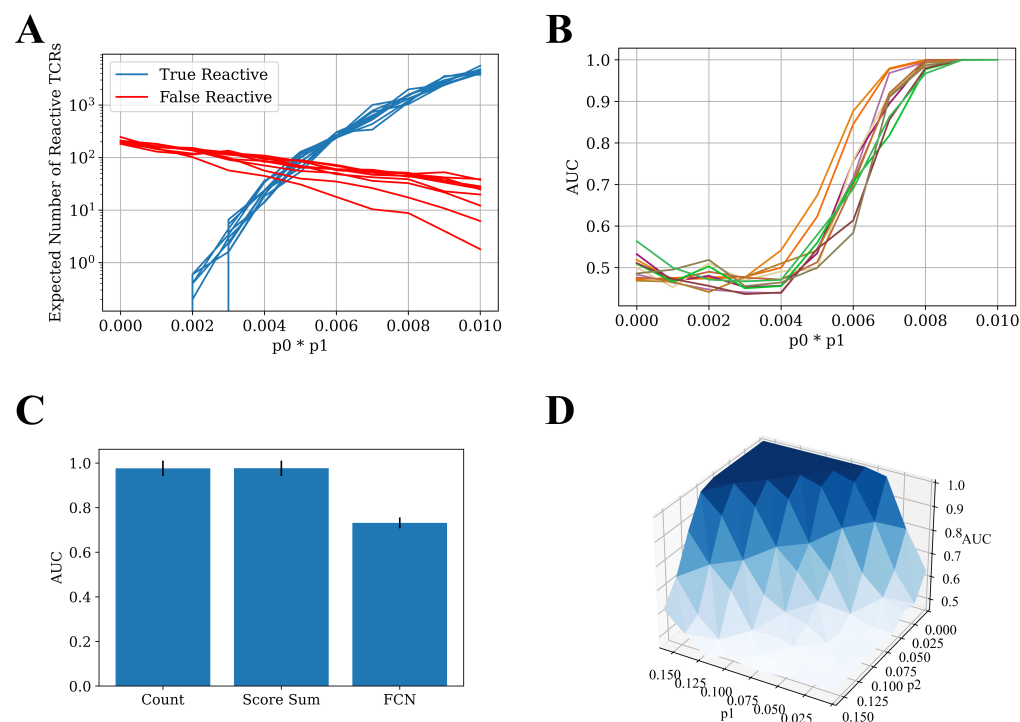 A
Expected Number of Reactive TCRs
True Reactive
False Reactive
10³
10²
10¹
10⁰
0.000 0.002 0.004 0.006 0.008 0.010
p0 * p1
B
AUC
1.0
0.9
0.8
0.7
0.6
0.5
0.000 0.002 0.004 0.006 0.008 0.010
p0 * p1
C
AUC
1.0
0.8
0.6
0.4
0.2
0.0
Count Score Sum FCN
D
1.0
0.9
0.8
0.7
0.6
0.5
AUC
0.000
0.025
0.050
0.075
0.100
0.125
0.150
p2
0.150
0.125
0.100
0.075
0.050
0.025
p1